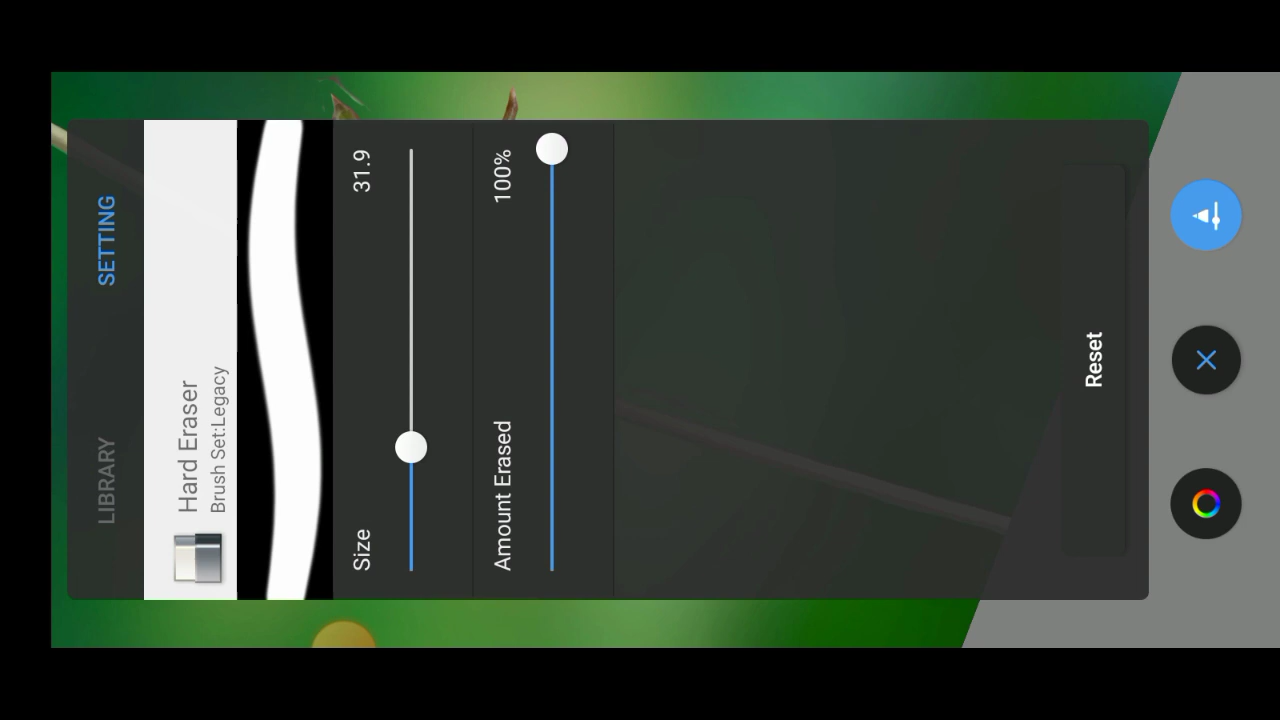 LIBRARY SETTING
Hard Eraser
Brush Set:Legacy
Size 31.9
Amount Erased 100%
Reset